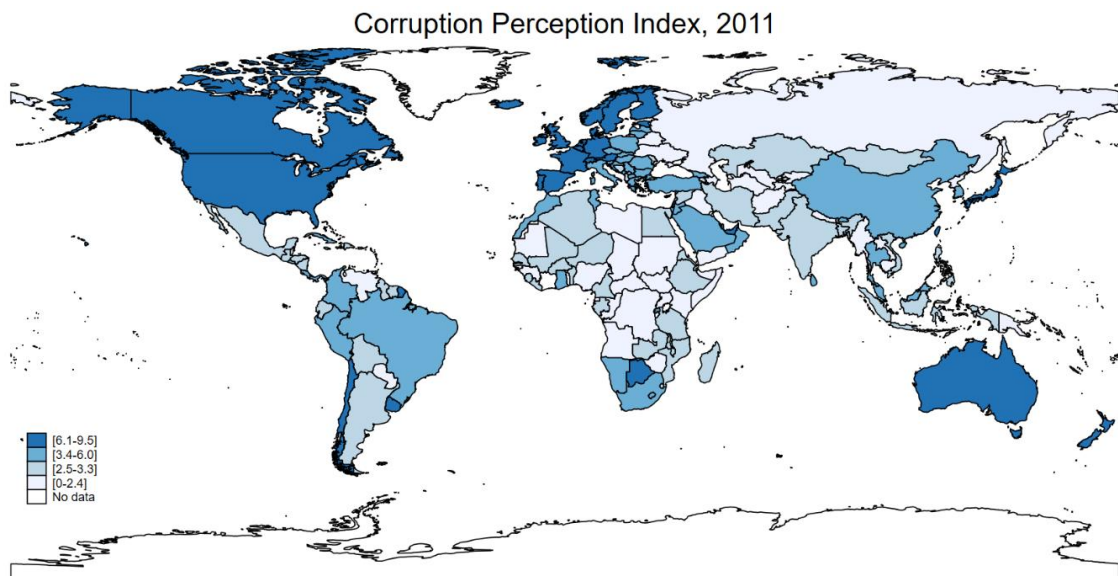 Corruption Perception Index, 2011
[6.1-9.5]
[3.4-6.0]
[2.5-3.3]
[0-2.4]
No data